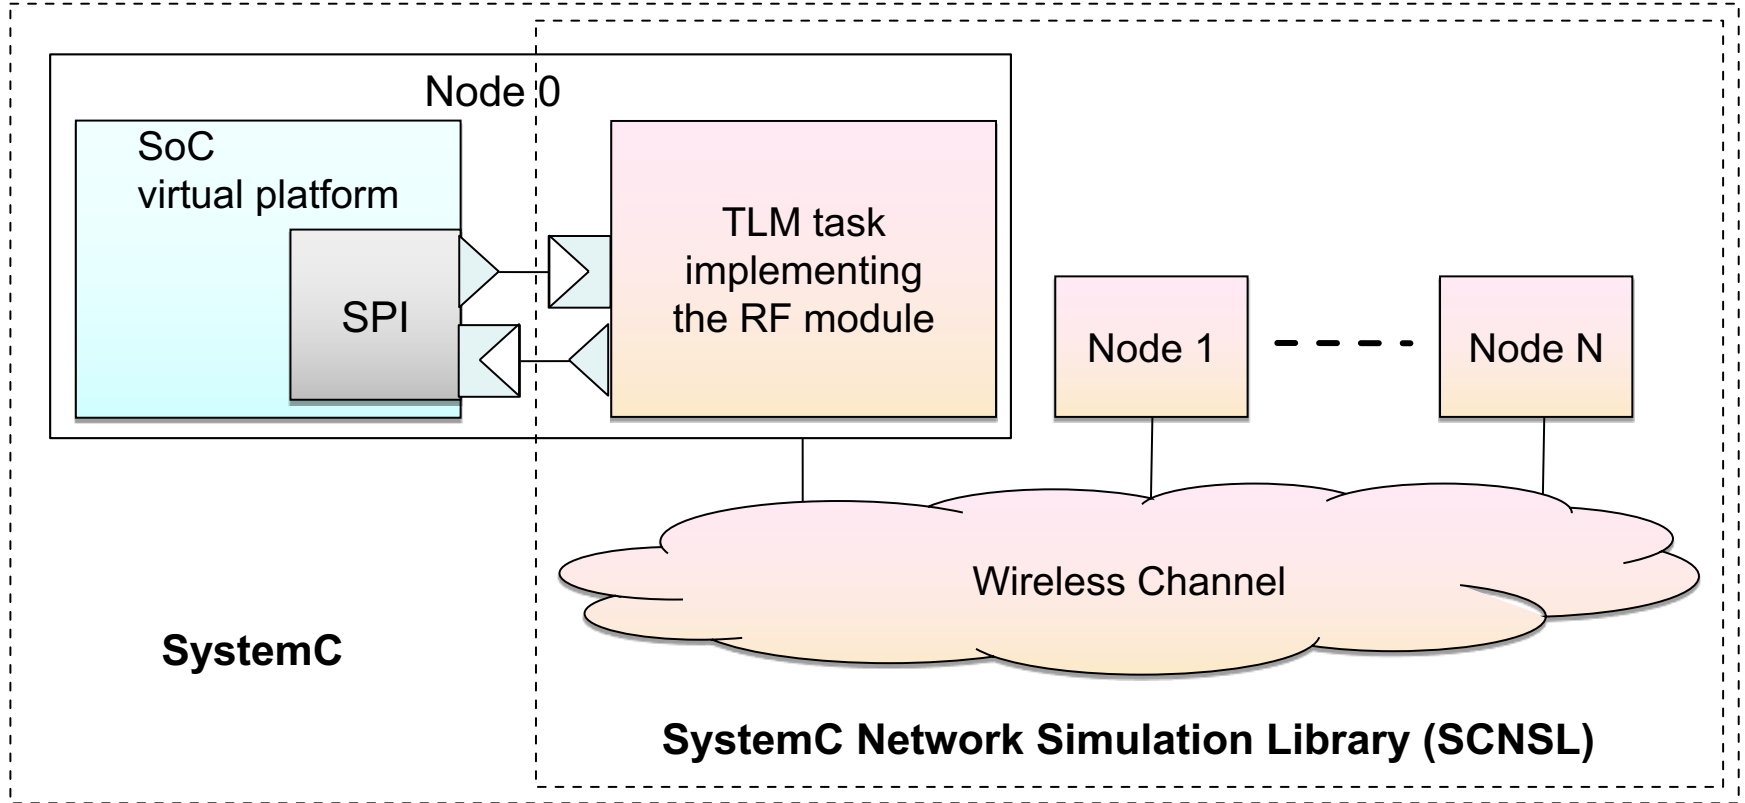 Node 0
SoC
virtual platform
SPI
TLM task
implementing
the RF module
Node 1
Node N
Wireless Channel
SystemC
SystemC Network Simulation Library (SCNSL)